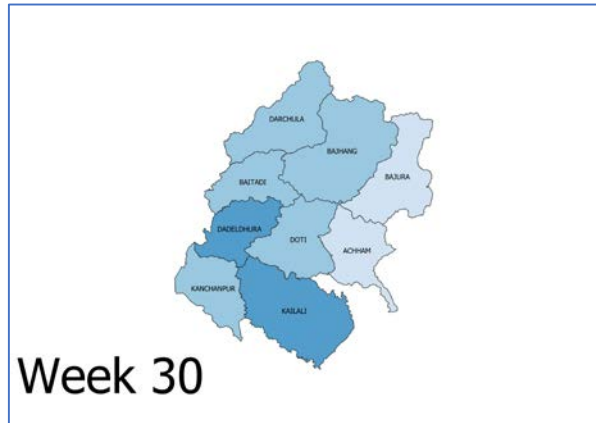 DARCHULA
BAJHANG
BAJURA
BAITADI
DADELDHURA
DOTI
ACHHAM
KANCHANPUR
KAILALI
Week 30